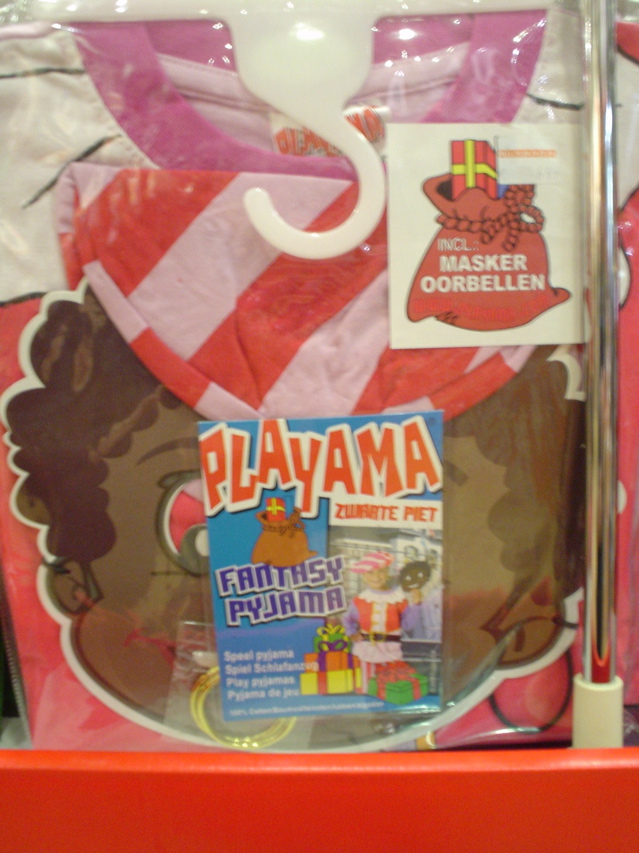 INCL.:
MASKER
OORBELLEN
PLAYAMA
ZWARTE PIET
FANTASY
PYJAMA
Speel pyjama
Spiel Schlafanzug
Play pyjamas
Pyjama de jeu